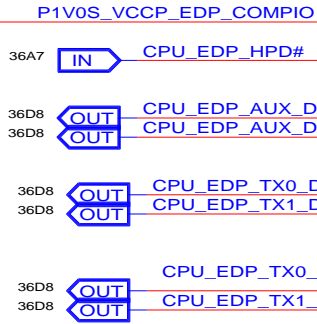 P1V0S_VCCP_EDP_COMPIO
36A7 IN CPU_EDP_HPD#
36D8 OUT CPU_EDP_AUX_D
36D8 OUT CPU_EDP_AUX_D
36D8 OUT CPU_EDP_TX0_D
36D8 OUT CPU_EDP_TX1_D
CPU_EDP_TX0_
36D8 OUT
36D8 OUT CPU_EDP_TX1_